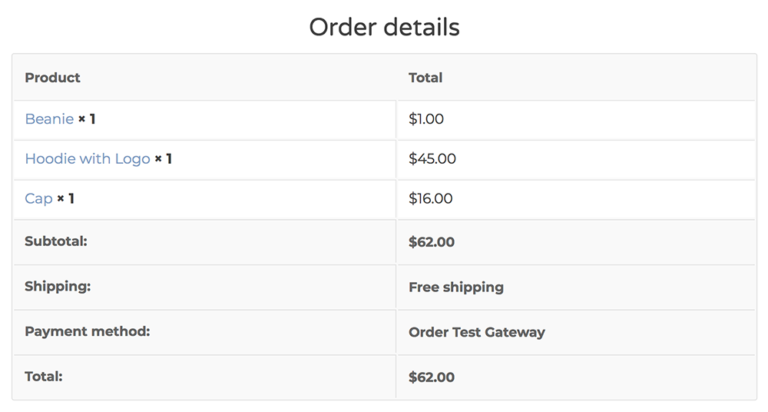 Order details
Product Total
Beanie × 1 $1.00
Hoodie with Logo × 1 $45.00
Cap × 1 $16.00
Subtotal: $62.00
Shipping: Free shipping
Payment method: Order Test Gateway
Total: $62.00